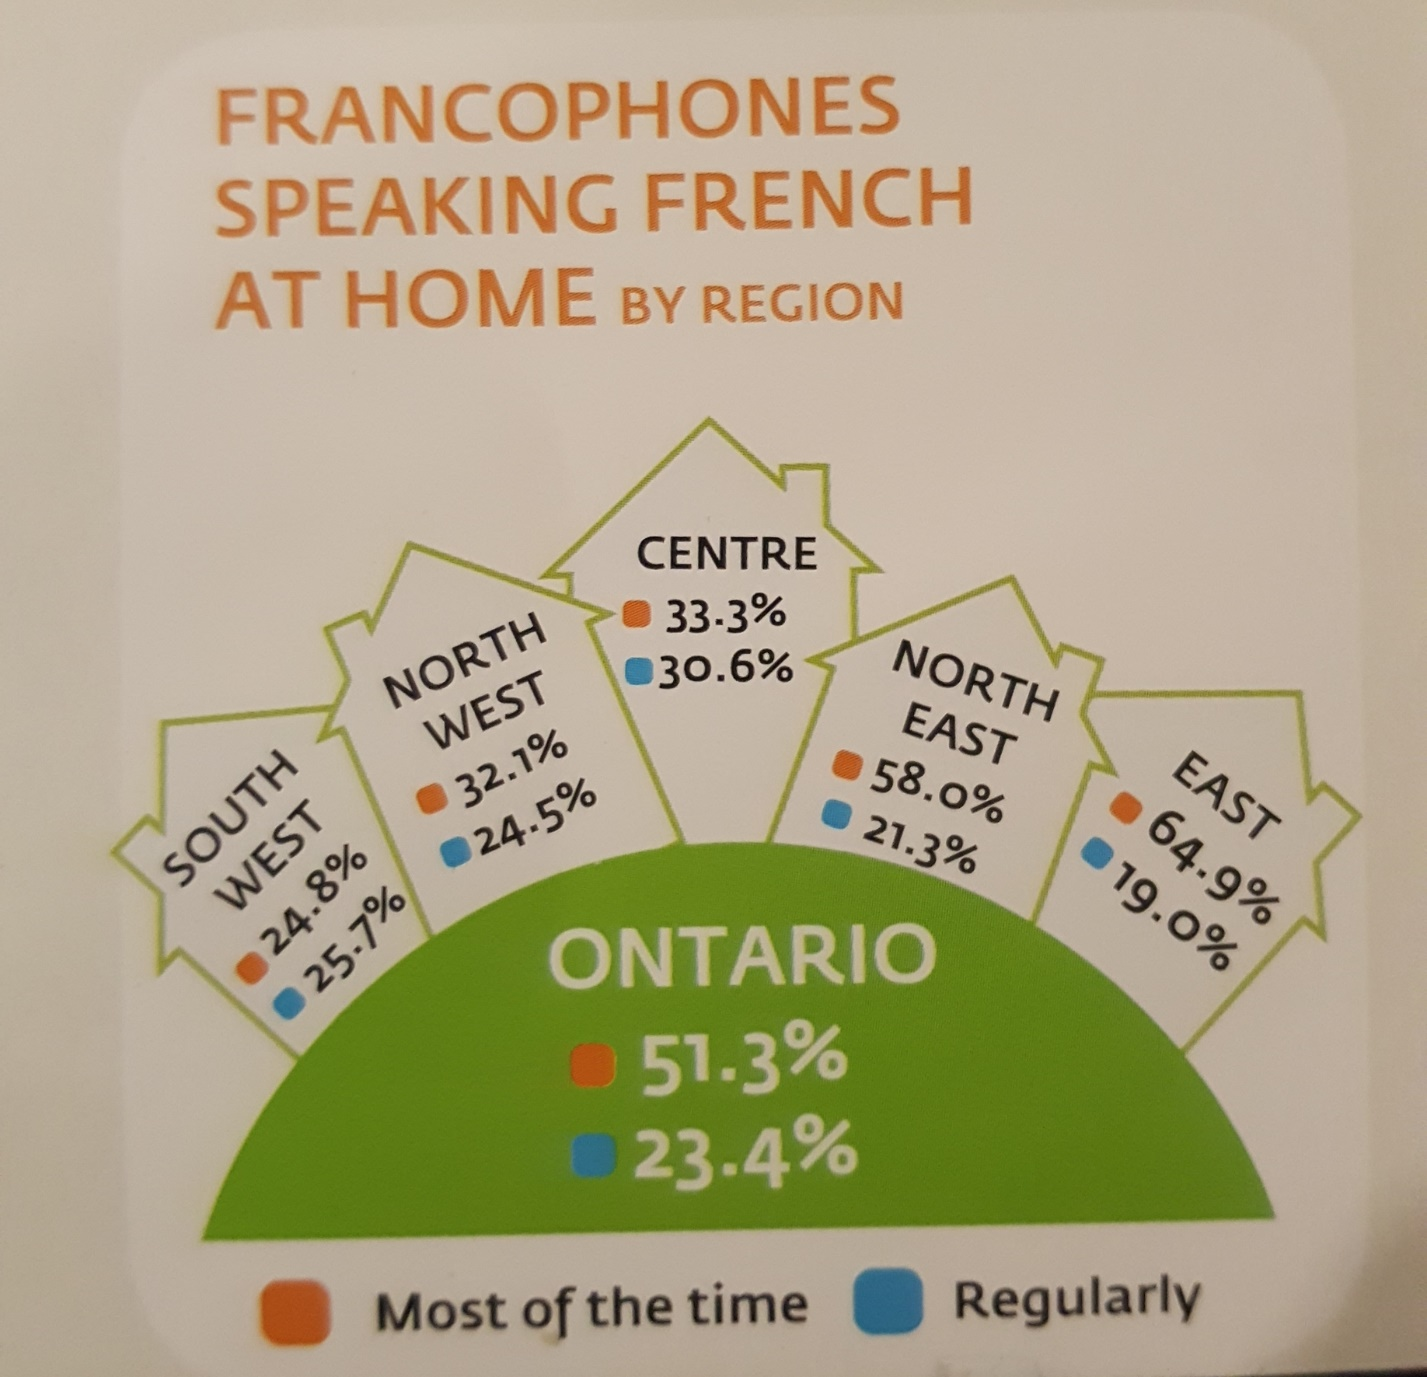 FRANCOPHONES
SPEAKING FRENCH
AT HOME BY REGION
SOUTH
WEST
24.8%
25.7%
NORTH
WEST
32.1%
24.5%
CENTRE
33.3%
30.6%
NORTH
EAST
58.0%
21.3%
EAST
64.9%
19.0%
ONTARIO
51.3%
23.4%
Most of the time Regularly